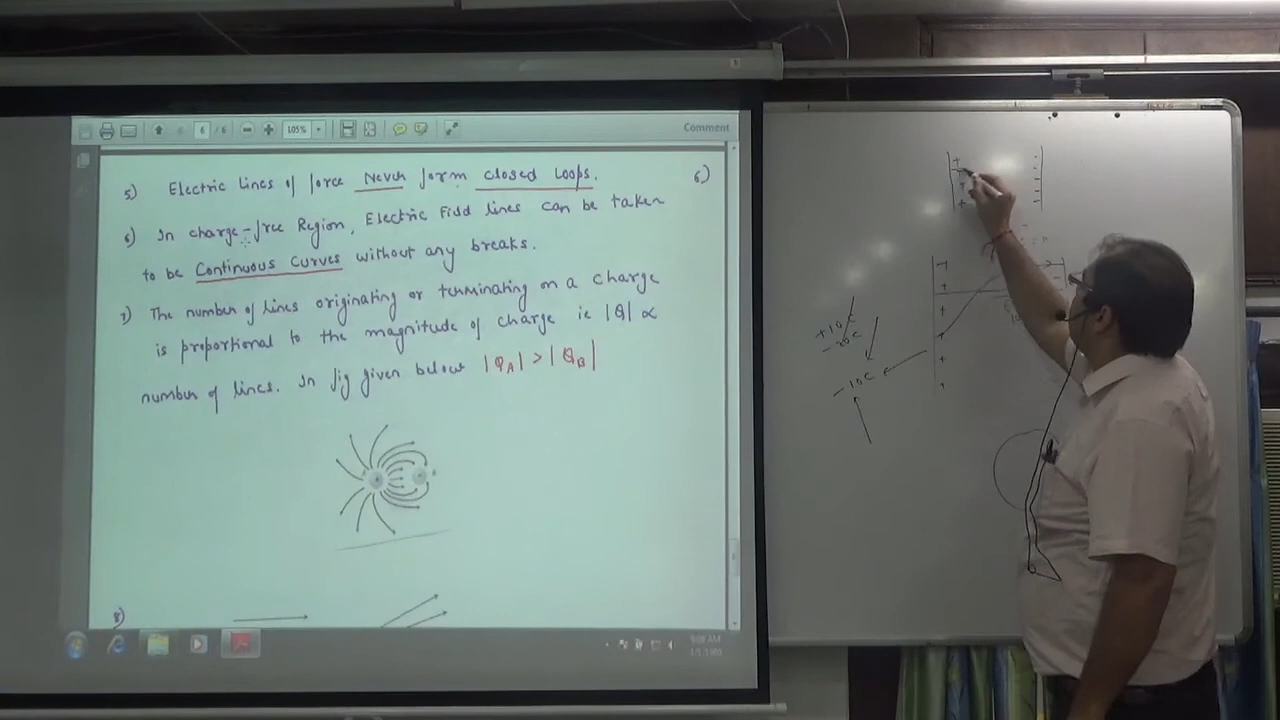 6 / 6
105%
Comment
5) Electric lines of force Never form closed loops.
6)
6) In charge-free Region, Electric Field lines can be taken
to be Continuous Curves without any breaks.
7) The number of lines originating or terminating on a charge
is proportional to the magnitude of charge ie |Q| ∝
number of lines. In fig given below |QA| > |QB|
8)
+10C
-20C
-10C